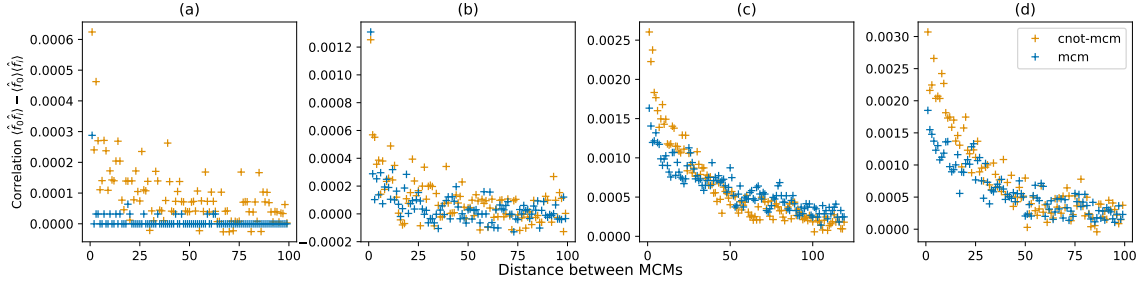 (a)
(b)
(c)
(d)
Correlation ⟨f̂₀f̂ᵢ⟩ − ⟨f̂₀⟩⟨f̂ᵢ⟩
0.0006
0.0005
0.0004
0.0003
0.0002
0.0001
0.0000
0 25 50 75 100
0.0012
0.0010
0.0008
0.0006
0.0004
0.0002
0.0000
−0.0002
0 25 50 75 100
0.0025
0.0020
0.0015
0.0010
0.0005
0.0000
0 50 100
cnot-mcm
mcm
0.0030
0.0025
0.0020
0.0015
0.0010
0.0005
0.0000
0 25 50 75 100
Distance between MCMs